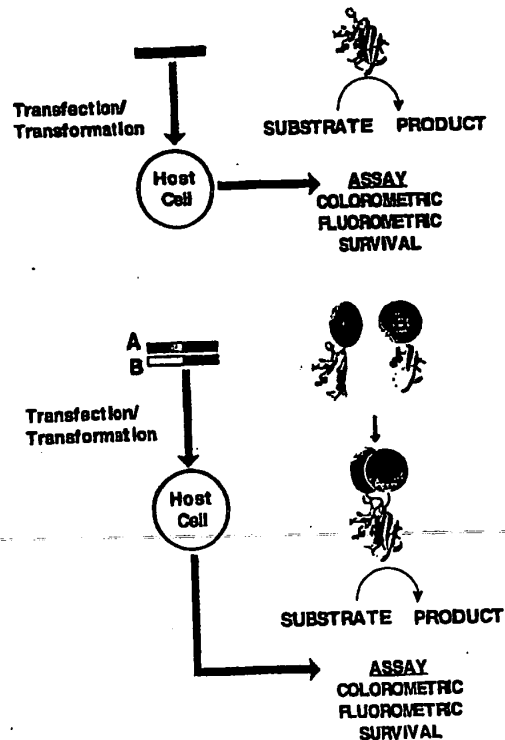 Transfection/
Transformation
SUBSTRATE PRODUCT
Host
Cell
ASSAY
COLOROMETRIC
FLUOROMETRIC
SURVIVAL
A
B
Transfection/
Transformation
Host
Cell
SUBSTRATE PRODUCT
ASSAY
COLOROMETRIC
FLUOROMETRIC
SURVIVAL